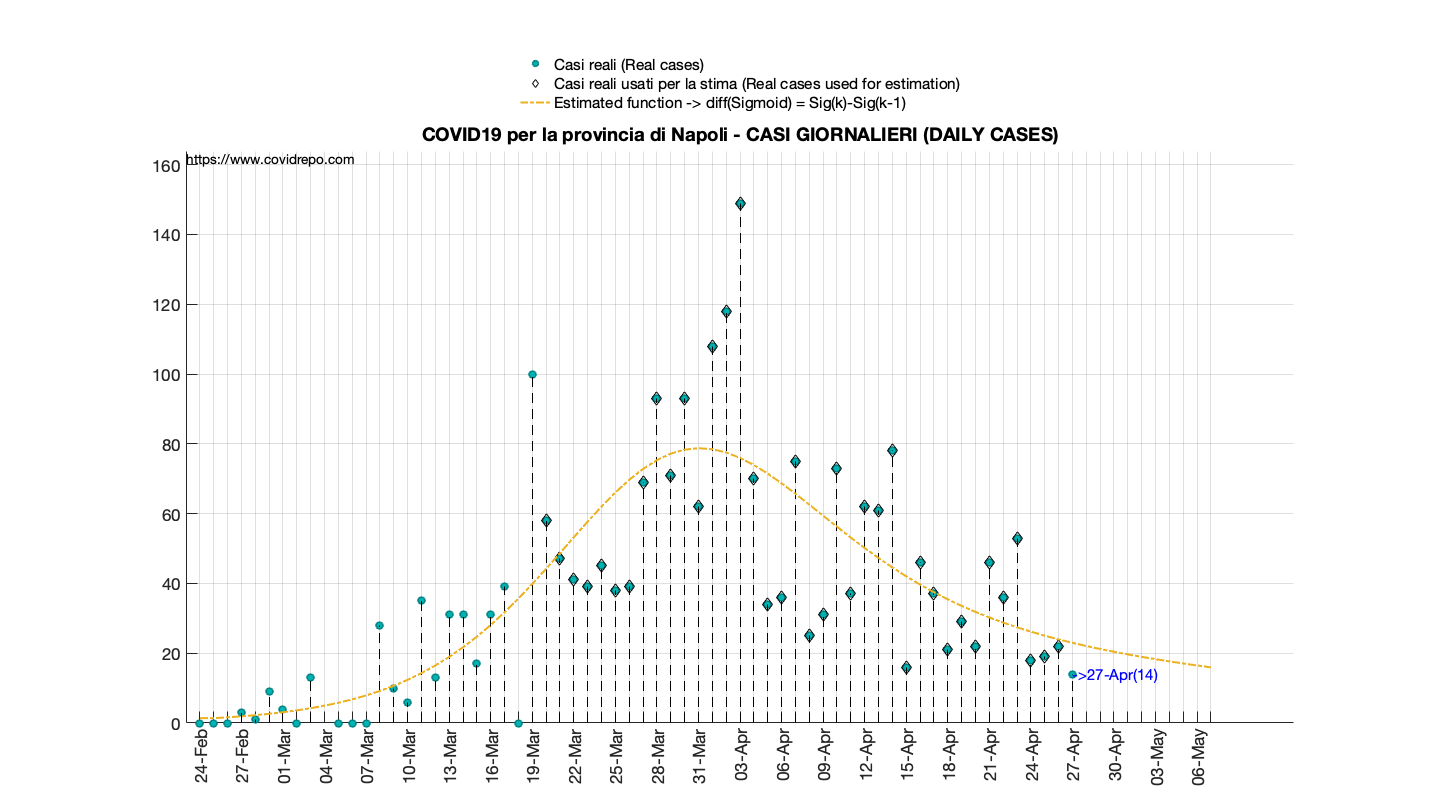 Casi reali (Real cases)
Casi reali usati per la stima (Real cases used for estimation)
Estimated function -> diff(Sigmoid) = Sig(k)-Sig(k-1)
COVID19 per la provincia di Napoli - CASI GIORNALIERI (DAILY CASES)
https://www.covidrepo.com
160
140
120
100
80
60
40
20
0
->27-Apr(14)
24-Feb
27-Feb
01-Mar
04-Mar
07-Mar
10-Mar
13-Mar
16-Mar
19-Mar
22-Mar
25-Mar
28-Mar
31-Mar
03-Apr
06-Apr
09-Apr
12-Apr
15-Apr
18-Apr
21-Apr
24-Apr
27-Apr
30-Apr
03-May
06-May